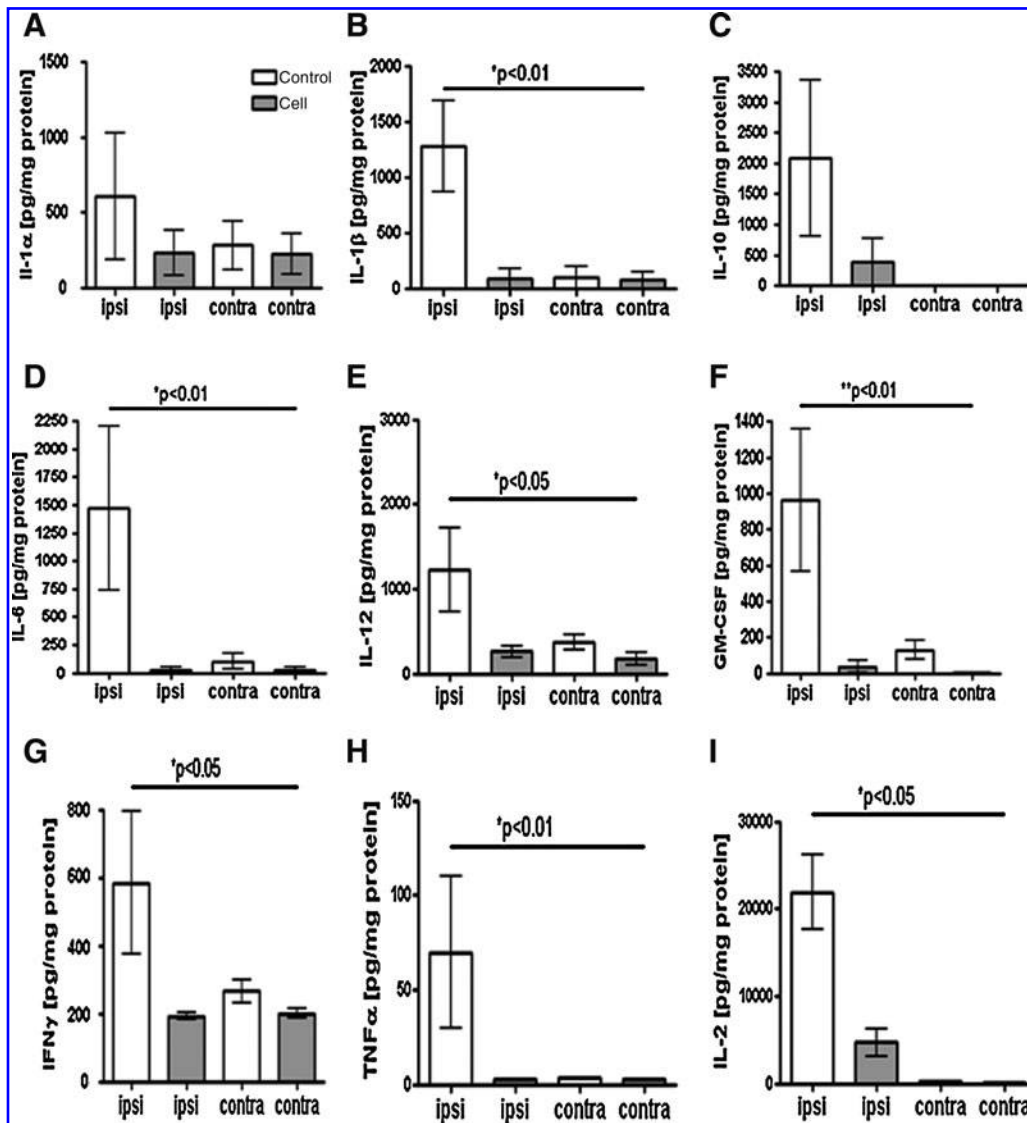 A
Il-1α [pg/mg protein]
1500
1000
500
0
Control
Cell
ipsi ipsi contra contra
B
IL-1β [pg/mg protein]
2000
1500
1000
500
0
*p<0.01
ipsi ipsi contra contra
C
IL-10 [pg/mg protein]
3500
3000
2500
2000
1500
1000
500
0
ipsi ipsi contra contra
D
IL-6 [pg/mg protein]
2250
2000
1750
1500
1250
1000
750
500
250
0
*p<0.01
ipsi ipsi contra contra
E
IL-12 [pg/mg protein]
3000
2000
1000
0
*p<0.05
ipsi ipsi contra contra
F
GM-CSF [pg/mg protein]
1400
1200
1000
800
600
400
200
0
**p<0.01
ipsi ipsi contra contra
G
IFNγ [pg/mg protein]
800
600
400
200
0
*p<0.05
ipsi ipsi contra contra
H
TNFα [pg/mg protein]
150
100
50
0
*p<0.01
ipsi ipsi contra contra
I
IL-2 [pg/mg protein]
30000
20000
10000
0
*p<0.05
ipsi ipsi contra contra